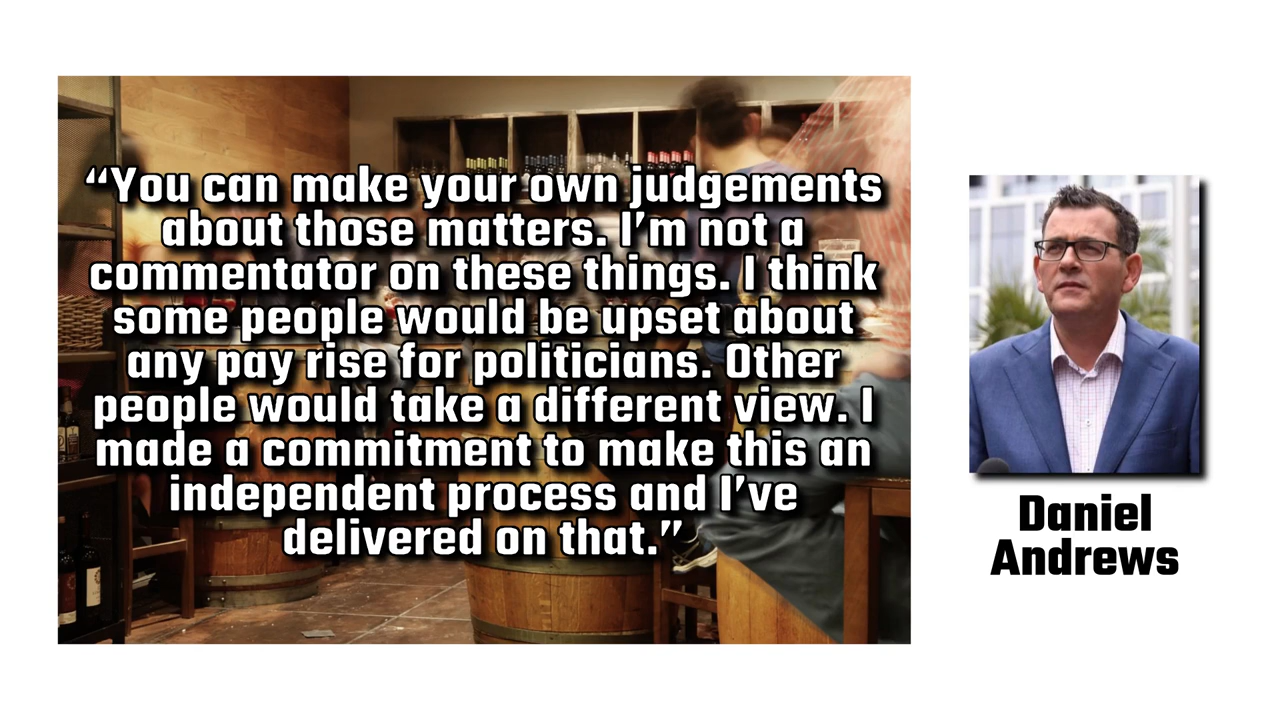 “You can make your own judgements
about those matters. I’m not a
commentator on these things. I think
some people would be upset about
any pay rise for politicians. Other
people would take a different view. I
made a commitment to make this an
independent process and I’ve
delivered on that.”
Daniel
Andrews